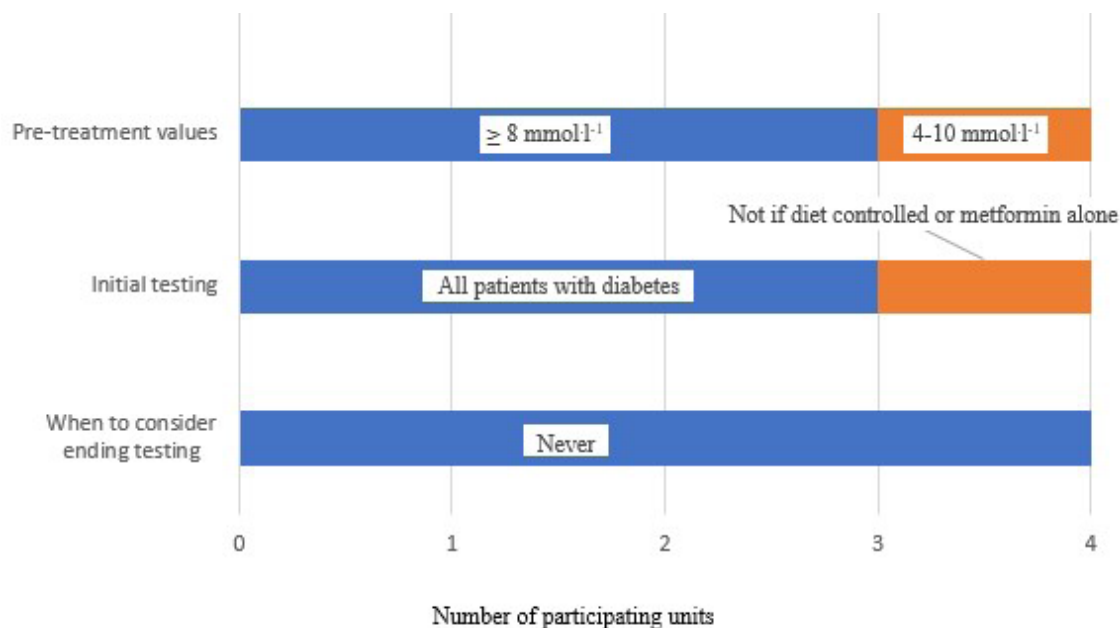 Pre-treatment values
≥ 8 mmol·l⁻¹
4-10 mmol·l⁻¹
Not if diet controlled or metformin alone
Initial testing
All patients with diabetes
When to consider
ending testing
Never
0 1 2 3 4
Number of participating units